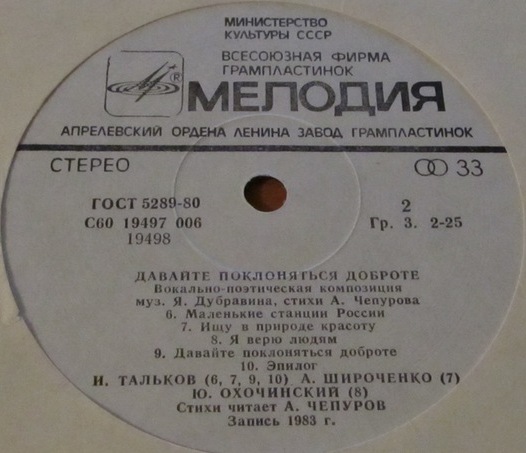 МИНИСТЕРСТВО
КУЛЬТУРЫ СССР
ВСЕСОЮЗНАЯ ФИРМА
ГРАМПЛАСТИНОК
® МЕЛОДИЯ
АПРЕЛЕВСКИЙ ОРДЕНА ЛЕНИНА ЗАВОД ГРАМПЛАСТИНОК
СТЕРЕО 33
ГОСТ 5289-80 2
С60 19497 006 Гр. 3. 2-25
19498
ДАВАЙТЕ ПОКЛОНЯТЬСЯ ДОБРОТЕ
Вокально-поэтическая композиция
муз. Я. Дубравина, стихи А. Чепурова
6. Маленькие станции России
7. Ищу в природе красоту
8. Я верю людям
9. Давайте поклоняться доброте
10. Эпилог
И. ТАЛЬКОВ (6, 7, 9, 10) А. ШИРОЧЕНКО (7)
Ю. ОХОЧИНСКИЙ (8)
Стихи читает А. ЧЕПУРОВ
Запись 1983 г.